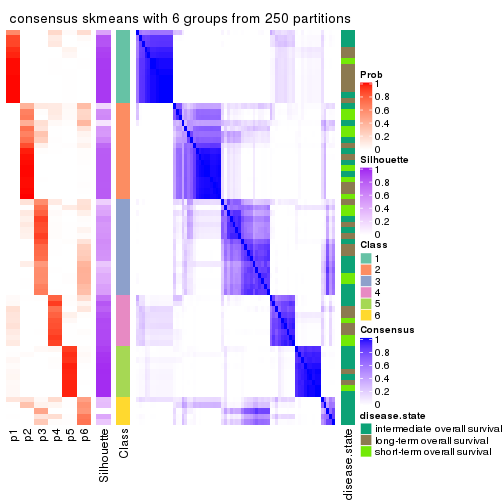 consensus skmeans with 6 groups from 250 partitions
Prob
1
0.8
0.6
0.4
0.2
0
Silhouette
1
0.8
0.6
0.4
0.2
0
Class
1
2
3
4
5
6
Consensus
1
0.8
0.6
0.4
0.2
0
disease.state
intermediate overall survival
long-term overall survival
short-term overall survival
p1
p2
p3
p4
p5
p6
Silhouette
Class
disease.state